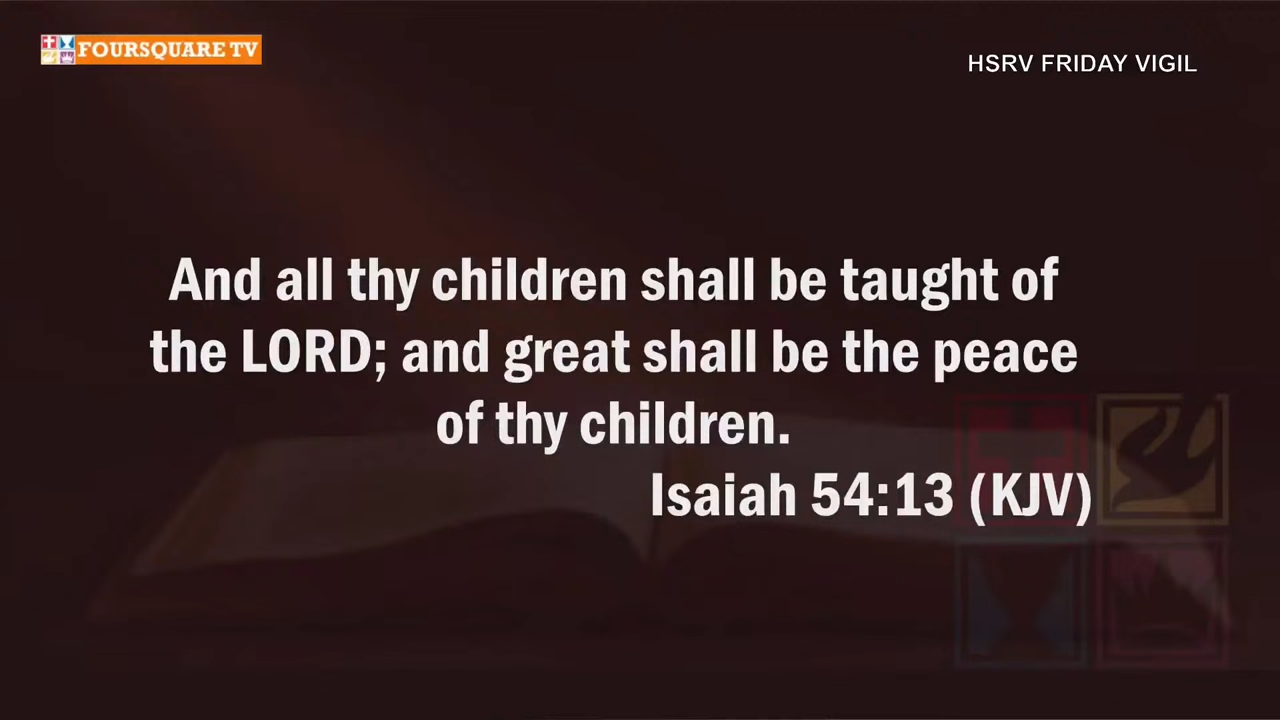 FOURSQUARE TV
HSRV FRIDAY VIGIL
And all thy children shall be taught of
the LORD; and great shall be the peace
of thy children.
Isaiah 54:13 (KJV)